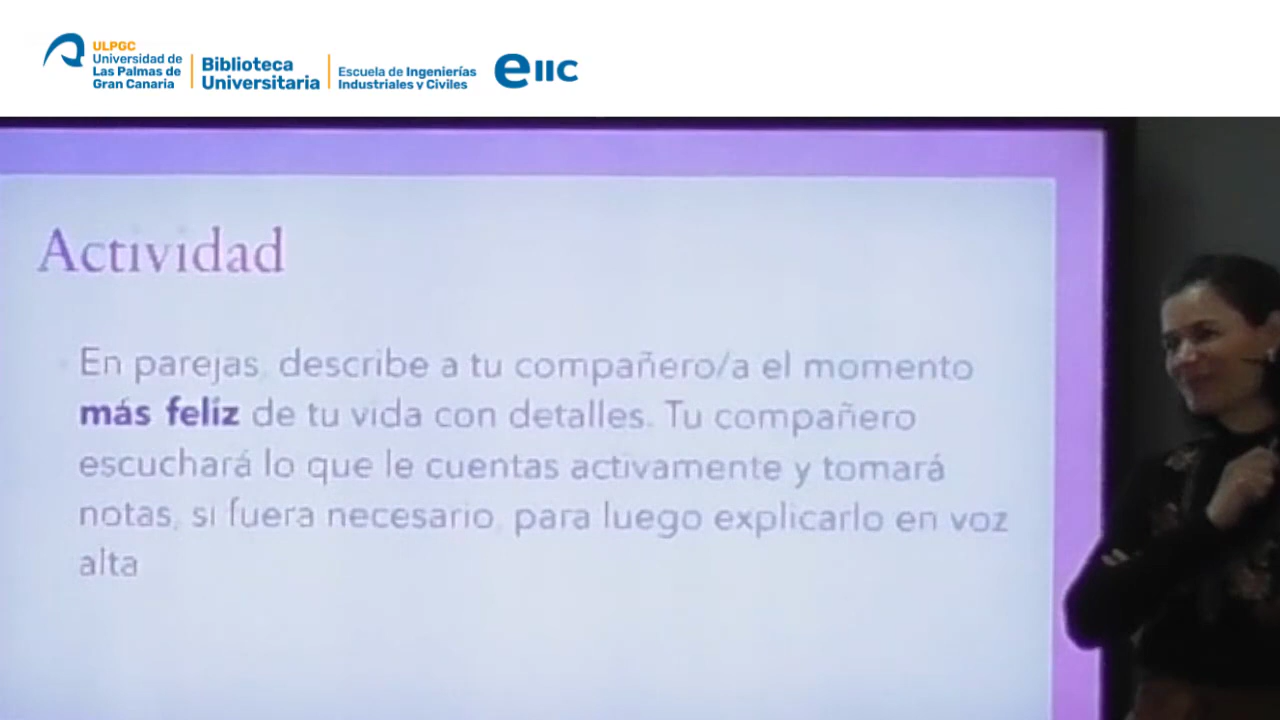 ULPGC
Universidad de
Las Palmas de
Gran Canaria
Biblioteca
Universitaria
Escuela de Ingenierías
Industriales y Civiles
eIIC
Actividad
En parejas, describe a tu compañero/a el momento
más feliz de tu vida con detalles. Tu compañero
escuchará lo que le cuentas activamente y tomará
notas, si fuera necesario, para luego explicarlo en voz
alta